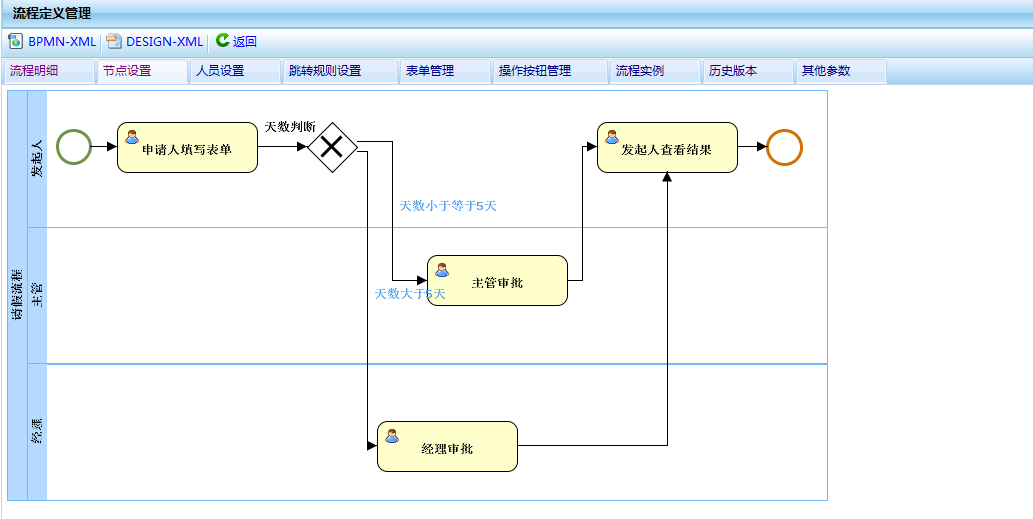 流程定义管理
BPMN-XML DESIGN-XML 返回
流程明细 节点设置 人员设置 跳转规则设置 表单管理 操作按钮管理 流程实例 历史版本 其他参数
请假流程
发起人
申请人填写表单
天数判断
发起人查看结果
天数小于等于5天
主管
主管审批
天数大于5天
经理
经理审批